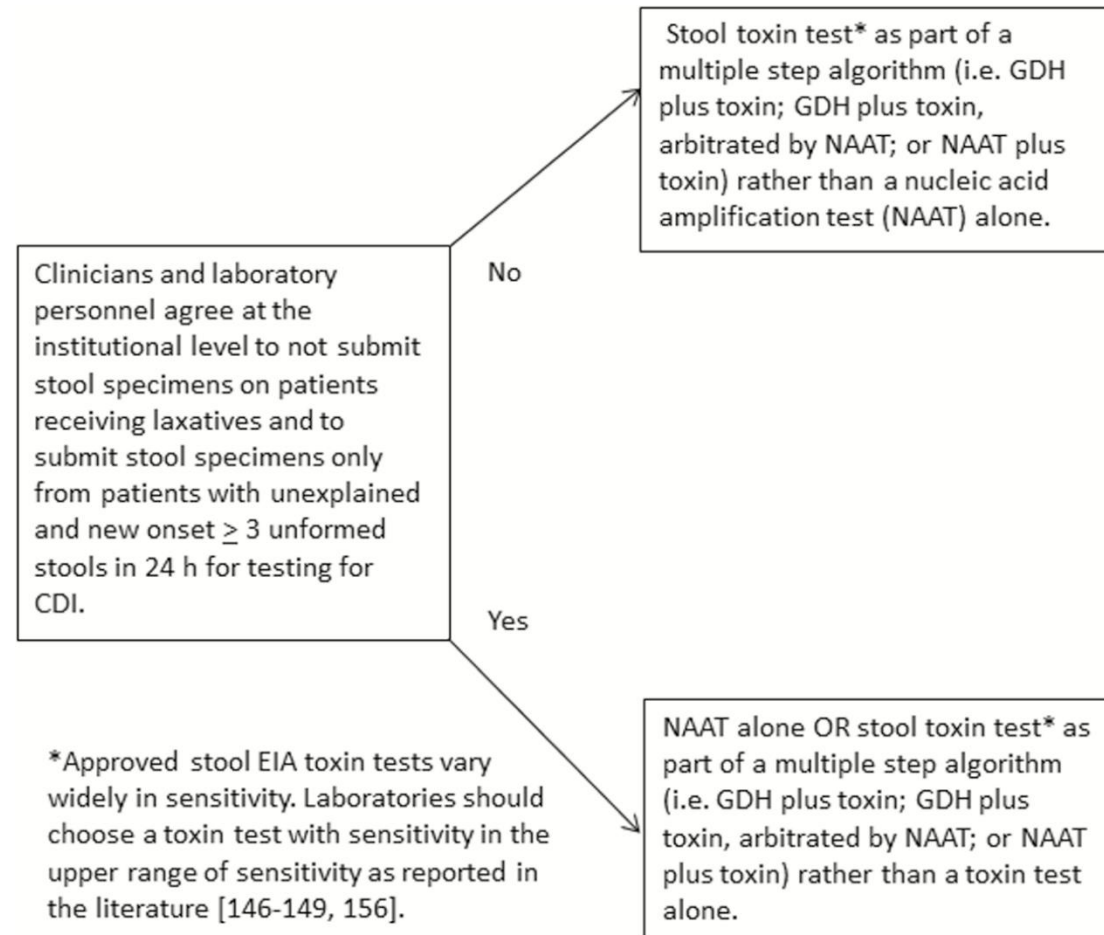 Stool toxin test* as part of a
multiple step algorithm (i.e. GDH
plus toxin; GDH plus toxin,
arbitrated by NAAT; or NAAT plus
toxin) rather than a nucleic acid
amplification test (NAAT) alone.
Clinicians and laboratory
personnel agree at the
institutional level to not submit
stool specimens on patients
receiving laxatives and to
submit stool specimens only
from patients with unexplained
and new onset ≥ 3 unformed
stools in 24 h for testing for
CDI.
No
Yes
NAAT alone OR stool toxin test* as
part of a multiple step algorithm
(i.e. GDH plus toxin; GDH plus
toxin, arbitrated by NAAT; or NAAT
plus toxin) rather than a toxin test
alone.
*Approved stool EIA toxin tests vary
widely in sensitivity. Laboratories should
choose a toxin test with sensitivity in the
upper range of sensitivity as reported in
the literature [146-149, 156].